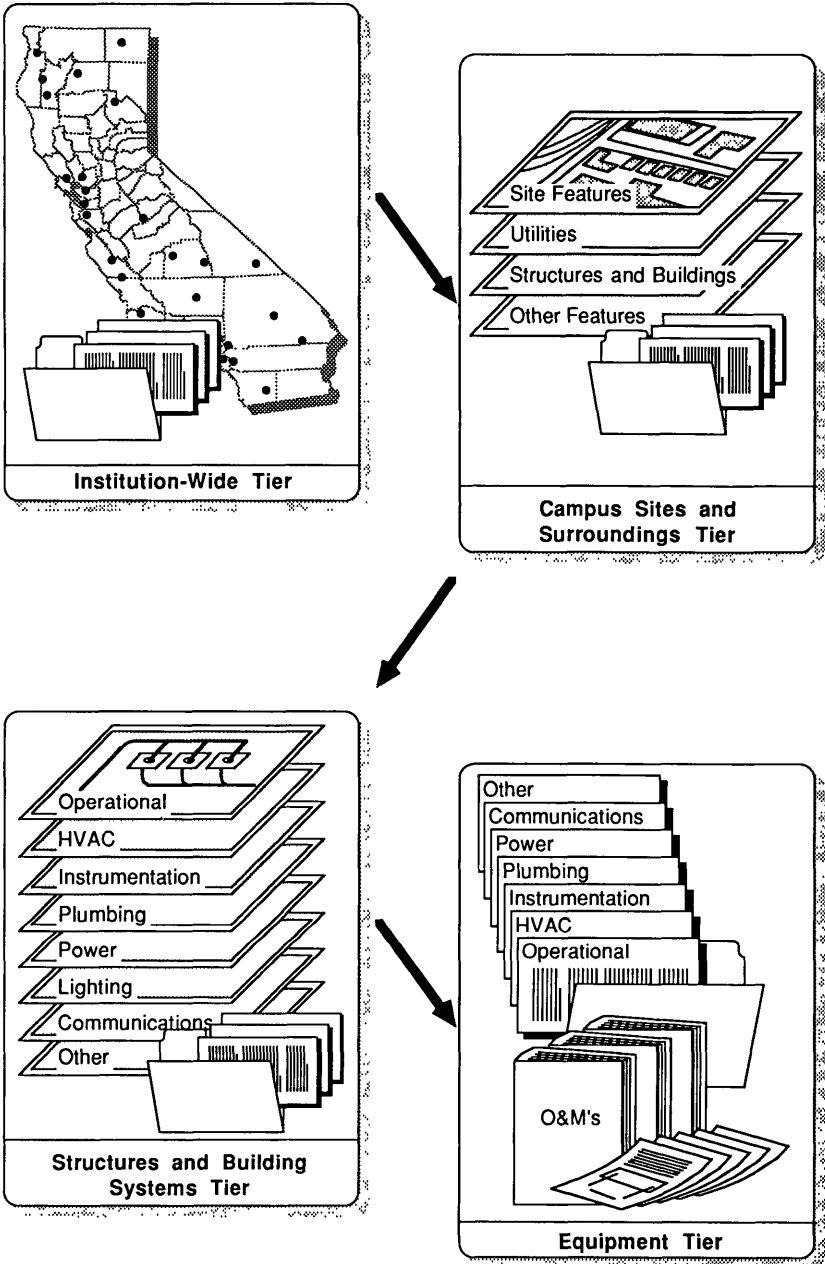 Institution-Wide Tier
Site Features
Utilities
Structures and Buildings
Other Features
Campus Sites and
Surroundings Tier
Operational
HVAC
Instrumentation
Plumbing
Power
Lighting
Communications
Other
Structures and Building
Systems Tier
Other
Communications
Power
Plumbing
Instrumentation
HVAC
Operational
O&M's
Equipment Tier